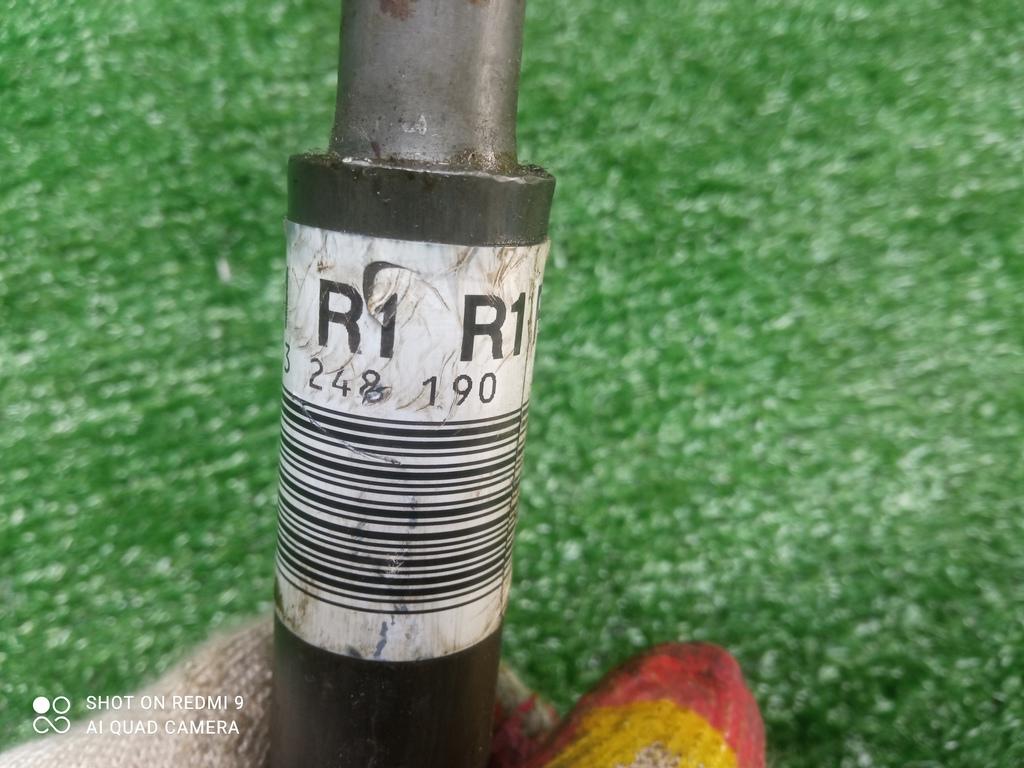 R1 R1
3 248 190
SHOT ON REDMI 9
AI QUAD CAMERA